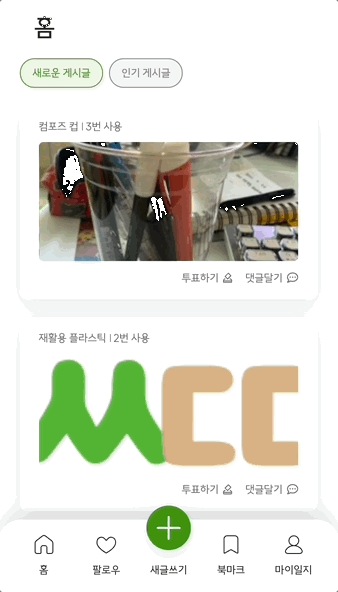 홈
새로운 게시글 인기 게시글
컴포즈 컵 | 3번 사용
투표하기 댓글달기
재활용 플라스틱 | 2번 사용
MCC
투표하기 댓글달기
홈 팔로우 새글쓰기 북마크 마이일지